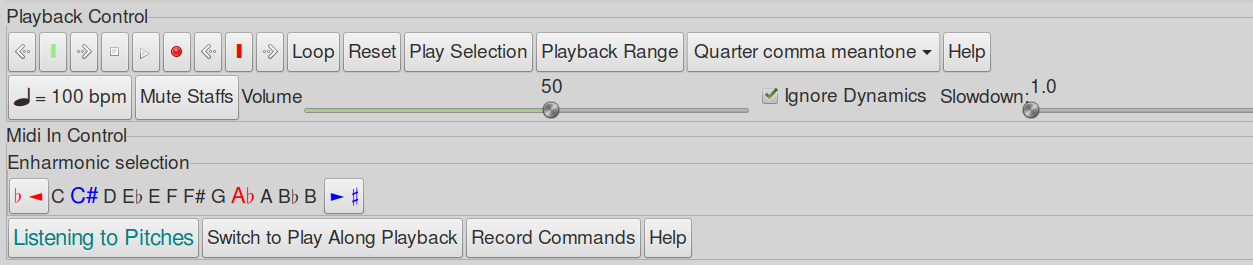 Playback Control
Loop Reset Play Selection Playback Range Quarter comma meantone Help
50 1.0
= 100 bpm Mute Staffs Volume Ignore Dynamics Slowdown:
Midi In Control
Enharmonic selection
♭ ◄ C C# D E♭ E F F# G A♭ A B♭ B ► ♯
Listening to Pitches Switch to Play Along Playback Record Commands Help